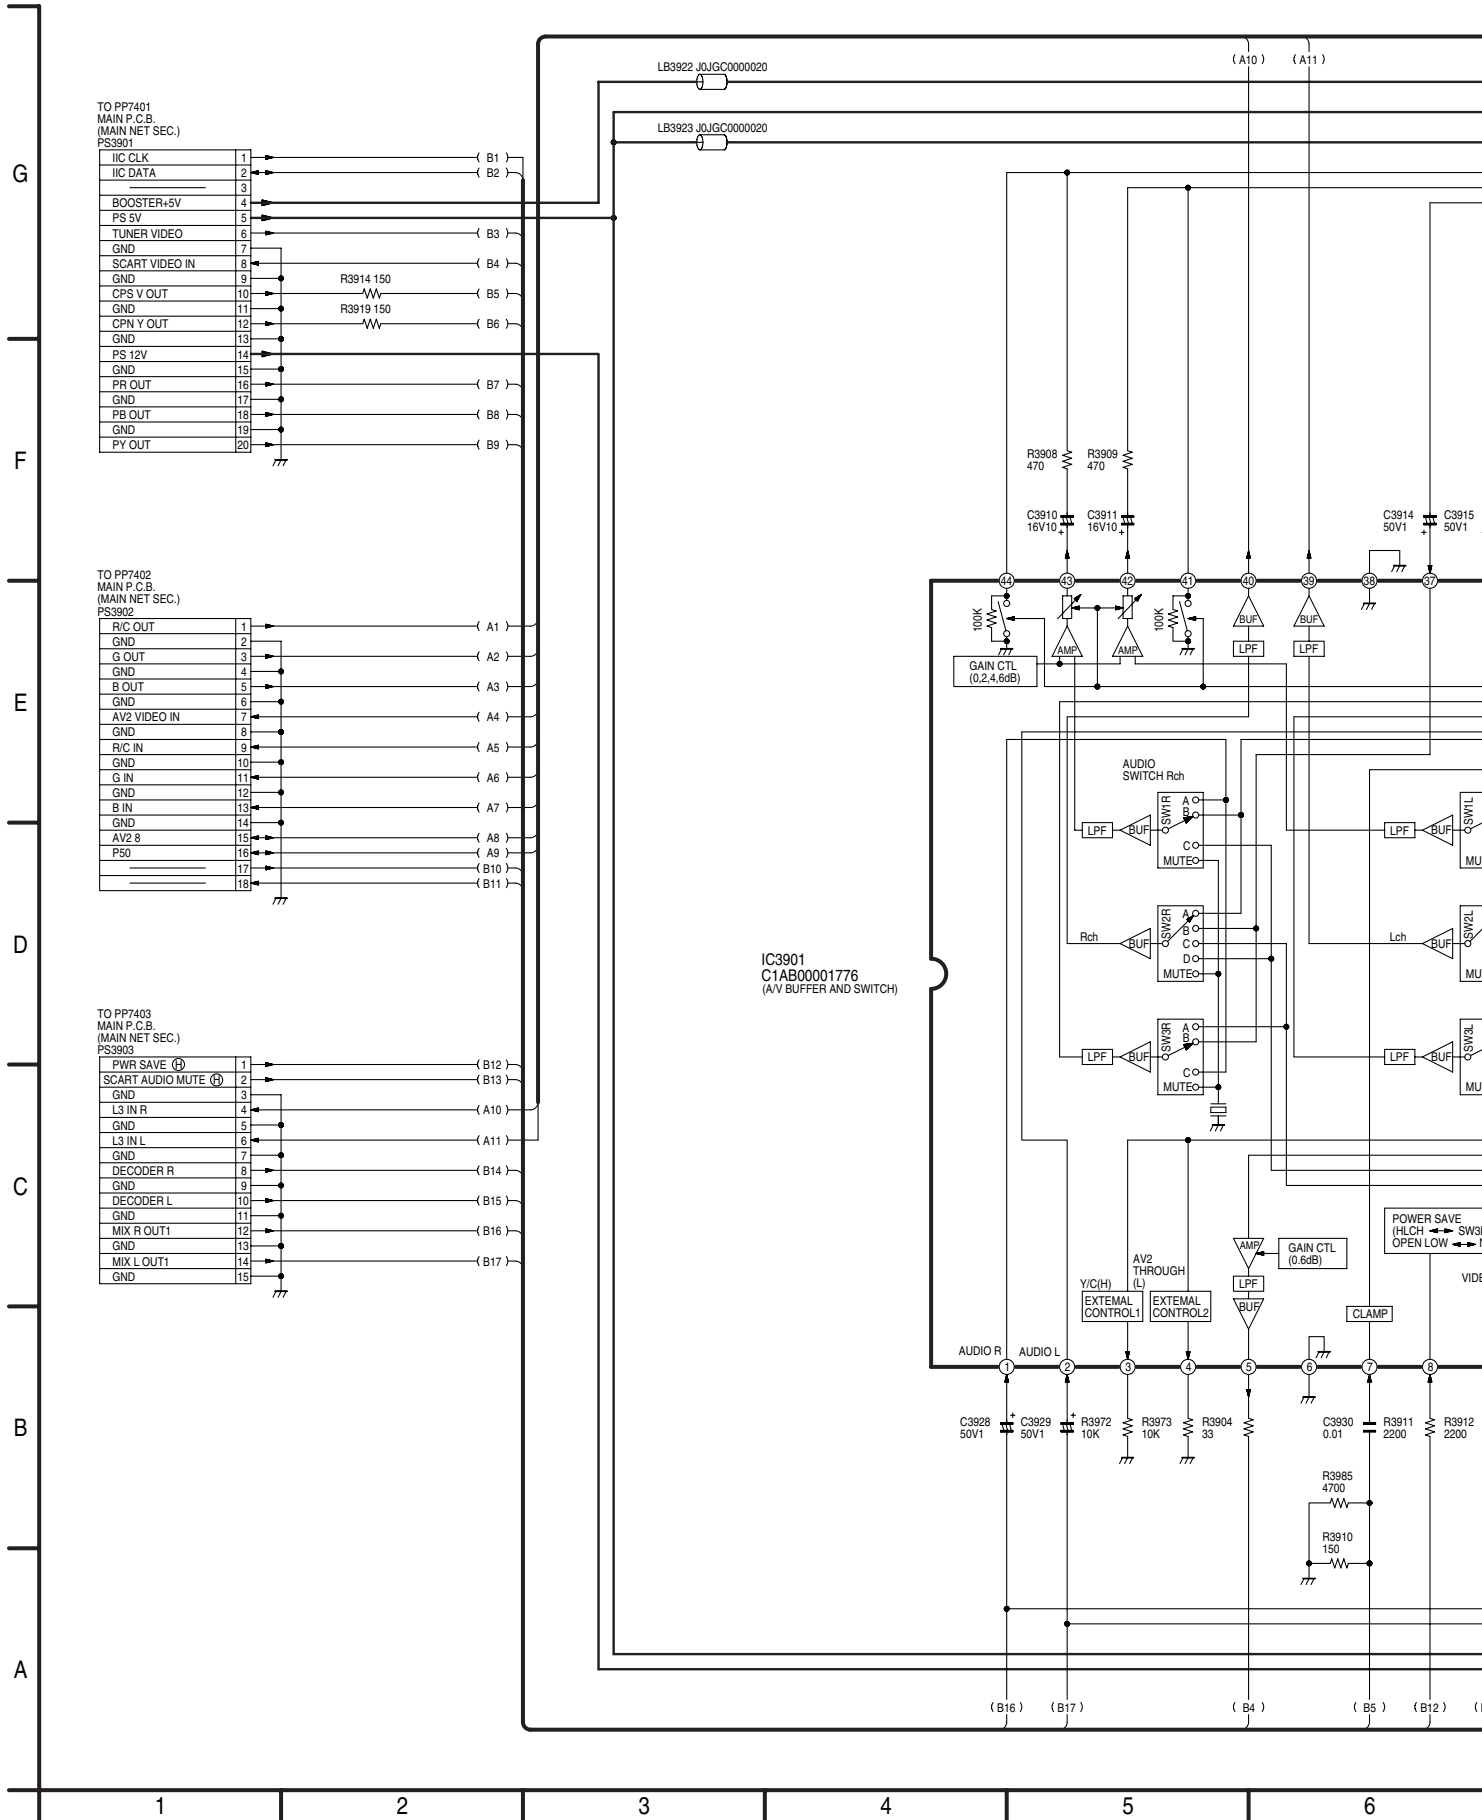 LB3922 J0JGC0000020
( A10 )
( A11 )
LB3923 J0JGC0000020
TO PP7401
MAIN P.C.B.
(MAIN NET SEC.)
PS3901
IIC CLK 1 ( B1 )
IIC DATA 2 ( B2 )
3
BOOSTER+5V 4
PS 5V 5
TUNER VIDEO 6 ( B3 )
GND 7
SCART VIDEO IN 8 ( B4 )
GND 9
CPS V OUT 10 R3914 150 ( B5 )
GND 11
CPN Y OUT 12 R3919 150 ( B6 )
GND 13
PS 12V 14
GND 15
PR OUT 16 ( B7 )
GND 17
PB OUT 18 ( B8 )
GND 19
PY OUT 20 ( B9 )
G
F
R3908
470
R3909
470
C3910
16V10
+
C3911
16V10
+
C3914
50V1
+
C3915
50V1
TO PP7402
MAIN P.C.B.
(MAIN NET SEC.)
PS3902
R/C OUT 1 ( A1 )
GND 2
G OUT 3 ( A2 )
GND 4
B OUT 5 ( A3 )
GND 6
AV2 VIDEO IN 7 ( A4 )
GND 8
R/C IN 9 ( A5 )
GND 10
G IN 11 ( A6 )
GND 12
B IN 13 ( A7 )
GND 14
AV2 8 15 ( A8 )
P50 16 ( A9 )
17 ( B10 )
18 ( B11 )
E
D
44 43 42 41 40 39 38 37
100K
100K
AMP AMP
BUF BUF
LPF LPF
GAIN CTL
(0,2,4,6dB)
AUDIO
SWITCH Rch
LPF BUF SW1R A B C MUTE
LPF BUF SW1L MU
Rch BUF SW2R A B C D MUTE
Lch BUF SW2L MU
LPF BUF SW3R A B C MUTE
LPF BUF SW3L MU
IC3901
C1AB00001776
(A/V BUFFER AND SWITCH)
TO PP7403
MAIN P.C.B.
(MAIN NET SEC.)
PS3903
PWR SAVE Ⓗ 1 ( B12 )
SCART AUDIO MUTE Ⓗ 2 ( B13 )
GND 3
L3 IN R 4 ( A10 )
GND 5
L3 IN L 6 ( A11 )
GND 7
DECODER R 8 ( B14 )
GND 9
DECODER L 10 ( B15 )
GND 11
MIX R OUT1 12 ( B16 )
GND 13
MIX L OUT1 14 ( B17 )
GND 15
C
POWER SAVE
(HLCH
OPEN LOW
AMP
GAIN CTL
(0.6dB)
LPF
BUF
AV2
THROUGH
(L)
Y/C(H)
EXTEMAL
CONTROL1
EXTEMAL
CONTROL2
CLAMP
AUDIO R AUDIO L
1 2 3 4 5 6 7 8
B
C3928
50V1
+
C3929
50V1
+
R3972
10K
R3973
10K
R3904
33
C3930
0.01
R3911
2200
R3912
2200
R3985
4700
R3910
150
A
( B16 ) ( B17 ) ( B4 ) ( B5 ) ( B12 )
1 2 3 4 5 6